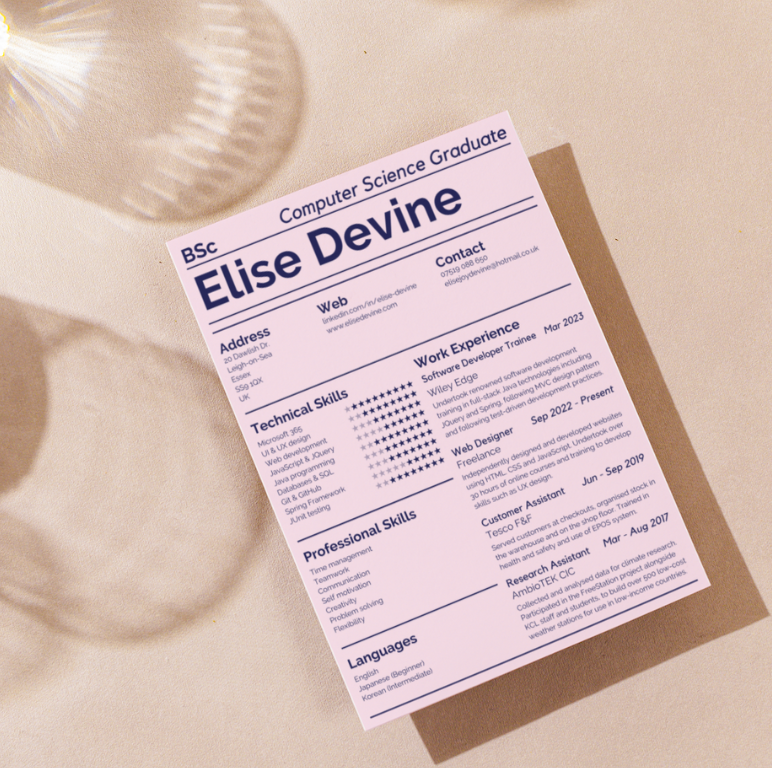 BSc
Computer Science Graduate
Elise Devine
Address
20 Dawlish Dr.
Leigh-on-Sea
Essex
SS9 1QX
UK
Web
linkedin.com/in/elise-devine
www.elisedevine.com
Contact
07519 088 650
elisejoydevine@hotmail.co.uk
Technical Skills
Microsoft 365
UI & UX design
Web development
JavaScript & JQuery
Java programming
Databases & SQL
Git & GitHub
Spring Framework
JUnit testing
Professional Skills
Time management
Teamwork
Communication
Self motivation
Creativity
Problem solving
Flexibility
Languages
English
Japanese (Beginner)
Korean (Intermediate)
Work Experience
Software Developer Trainee Mar 2023
Wiley Edge
Undertook renowned software development
training in full-stack Java technologies including
JQuery and Spring, following MVC design pattern
and following test-driven development practices.
Web Designer Sep 2022 - Present
Freelance
Independently designed and developed websites
using HTML, CSS and JavaScript. Undertook over
30 hours of online courses and training to develop
skills such as UX design.
Customer Assistant Jun - Sep 2019
Tesco F&F
Served customers at checkouts, organised stock in
the warehouse and on the shop floor. Trained in
health and safety and use of EPOS system.
Research Assistant Mar - Aug 2017
AmbioTEK CIC
Collected and analysed data for climate research.
Participated in the FreeStation project alongside
KCL staff and students, to build over 500 low-cost
weather stations for use in low-income countries.